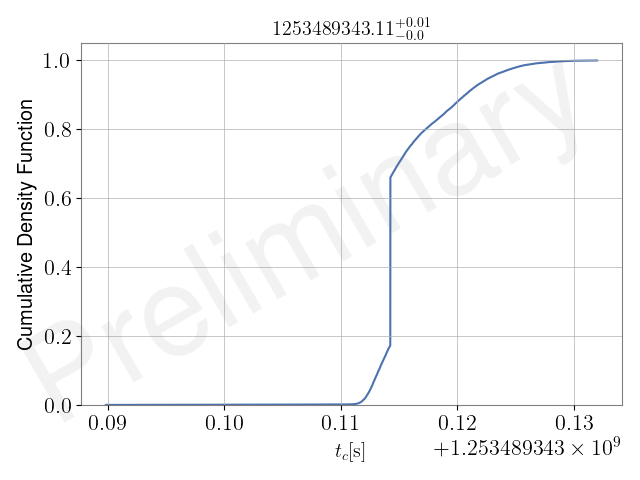 1253489343.11^{+0.01}_{-0.0}
Cumulative Density Function
1.0
0.8
0.6
0.4
0.2
0.0
Preliminary
0.09 0.10 0.11 0.12 0.13
t_c[s]
+1.253489343 × 10^9